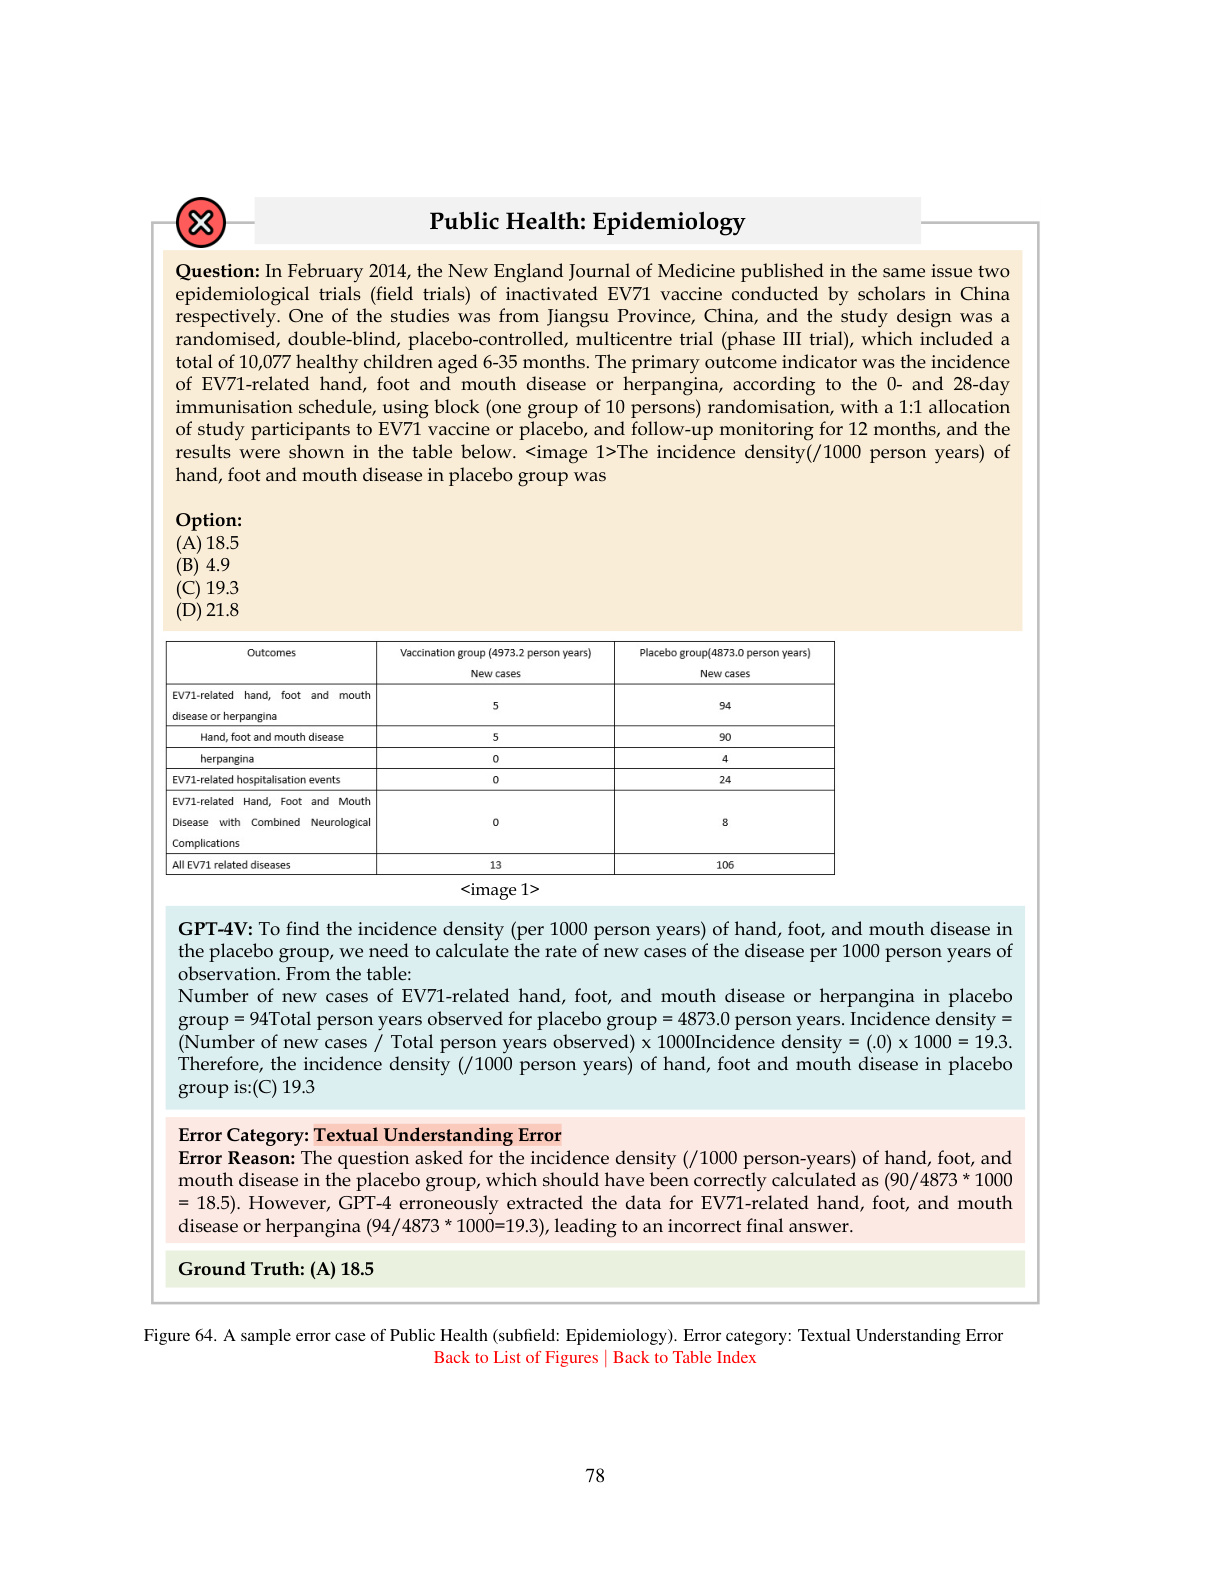 Public Health: Epidemiology
Question: In February 2014, the New England Journal of Medicine published in the same issue two
epidemiological trials (field trials) of inactivated EV71 vaccine conducted by scholars in China
respectively. One of the studies was from Jiangsu Province, China, and the study design was a
randomised, double-blind, placebo-controlled, multicentre trial (phase III trial), which included a
total of 10,077 healthy children aged 6-35 months. The primary outcome indicator was the incidence
of EV71-related hand, foot and mouth disease or herpangina, according to the 0- and 28-day
immunisation schedule, using block (one group of 10 persons) randomisation, with a 1:1 allocation
of study participants to EV71 vaccine or placebo, and follow-up monitoring for 12 months, and the
results were shown in the table below. <image 1>The incidence density(/1000 person years) of
hand, foot and mouth disease in placebo group was
Option:
(A) 18.5
(B) 4.9
(C) 19.3
(D) 21.8
Outcomes
Vaccination group (4973.2 person years)
New cases
Placebo group(4873.0 person years)
New cases
EV71-related hand, foot and mouth
disease or herpangina
5
94
Hand, foot and mouth disease
5
90
herpangina
0
4
EV71-related hospitalisation events
0
24
EV71-related Hand, Foot and Mouth
Disease with Combined Neurological
Complications
0
8
All EV71 related diseases
13
106
<image 1>
GPT-4V: To find the incidence density (per 1000 person years) of hand, foot, and mouth disease in
the placebo group, we need to calculate the rate of new cases of the disease per 1000 person years of
observation. From the table:
Number of new cases of EV71-related hand, foot, and mouth disease or herpangina in placebo
group = 94Total person years observed for placebo group = 4873.0 person years. Incidence density =
(Number of new cases / Total person years observed) x 1000Incidence density = (.0) x 1000 = 19.3.
Therefore, the incidence density (/1000 person years) of hand, foot and mouth disease in placebo
group is:(C) 19.3
Error Category: Textual Understanding Error
Error Reason: The question asked for the incidence density (/1000 person-years) of hand, foot, and
mouth disease in the placebo group, which should have been correctly calculated as (90/4873 * 1000
= 18.5). However, GPT-4 erroneously extracted the data for EV71-related hand, foot, and mouth
disease or herpangina (94/4873 * 1000=19.3), leading to an incorrect final answer.
Ground Truth: (A) 18.5
Figure 64. A sample error case of Public Health (subfield: Epidemiology). Error category: Textual Understanding Error
Back to List of Figures | Back to Table Index
78